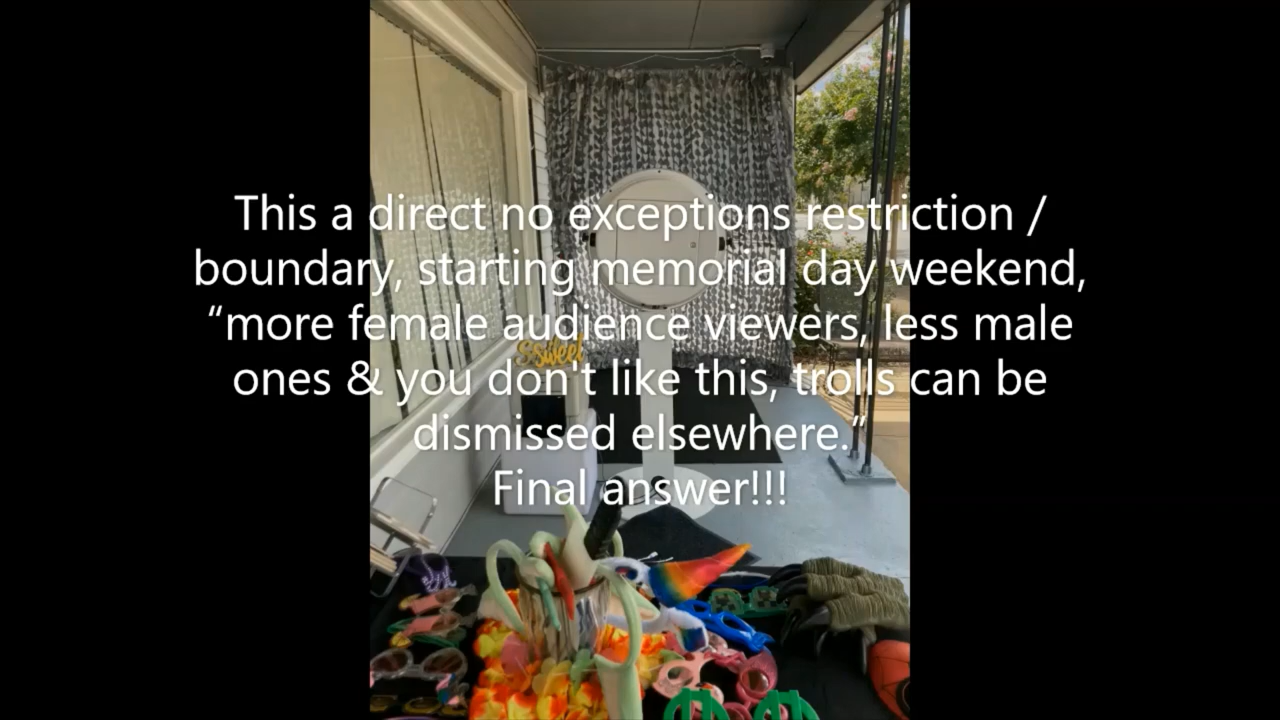 This a direct no exceptions restriction /
boundary, starting memorial day weekend,
“more female audience viewers, less male
ones & you don't like this, trolls can be
dismissed elsewhere.”
Final answer!!!
sweet